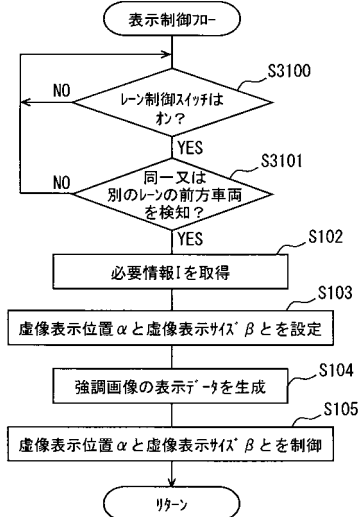 表示制御フロー
S3100
レーン制御スイッチは
オン？
NO
YES
S3101
同一又は
別のレーンの前方車両
を検知？
NO
YES
S102
必要情報Iを取得
S103
虚像表示位置αと虚像表示サイズβとを設定
S104
強調画像の表示データを生成
S105
虚像表示位置αと虚像表示サイズβとを制御
リターン